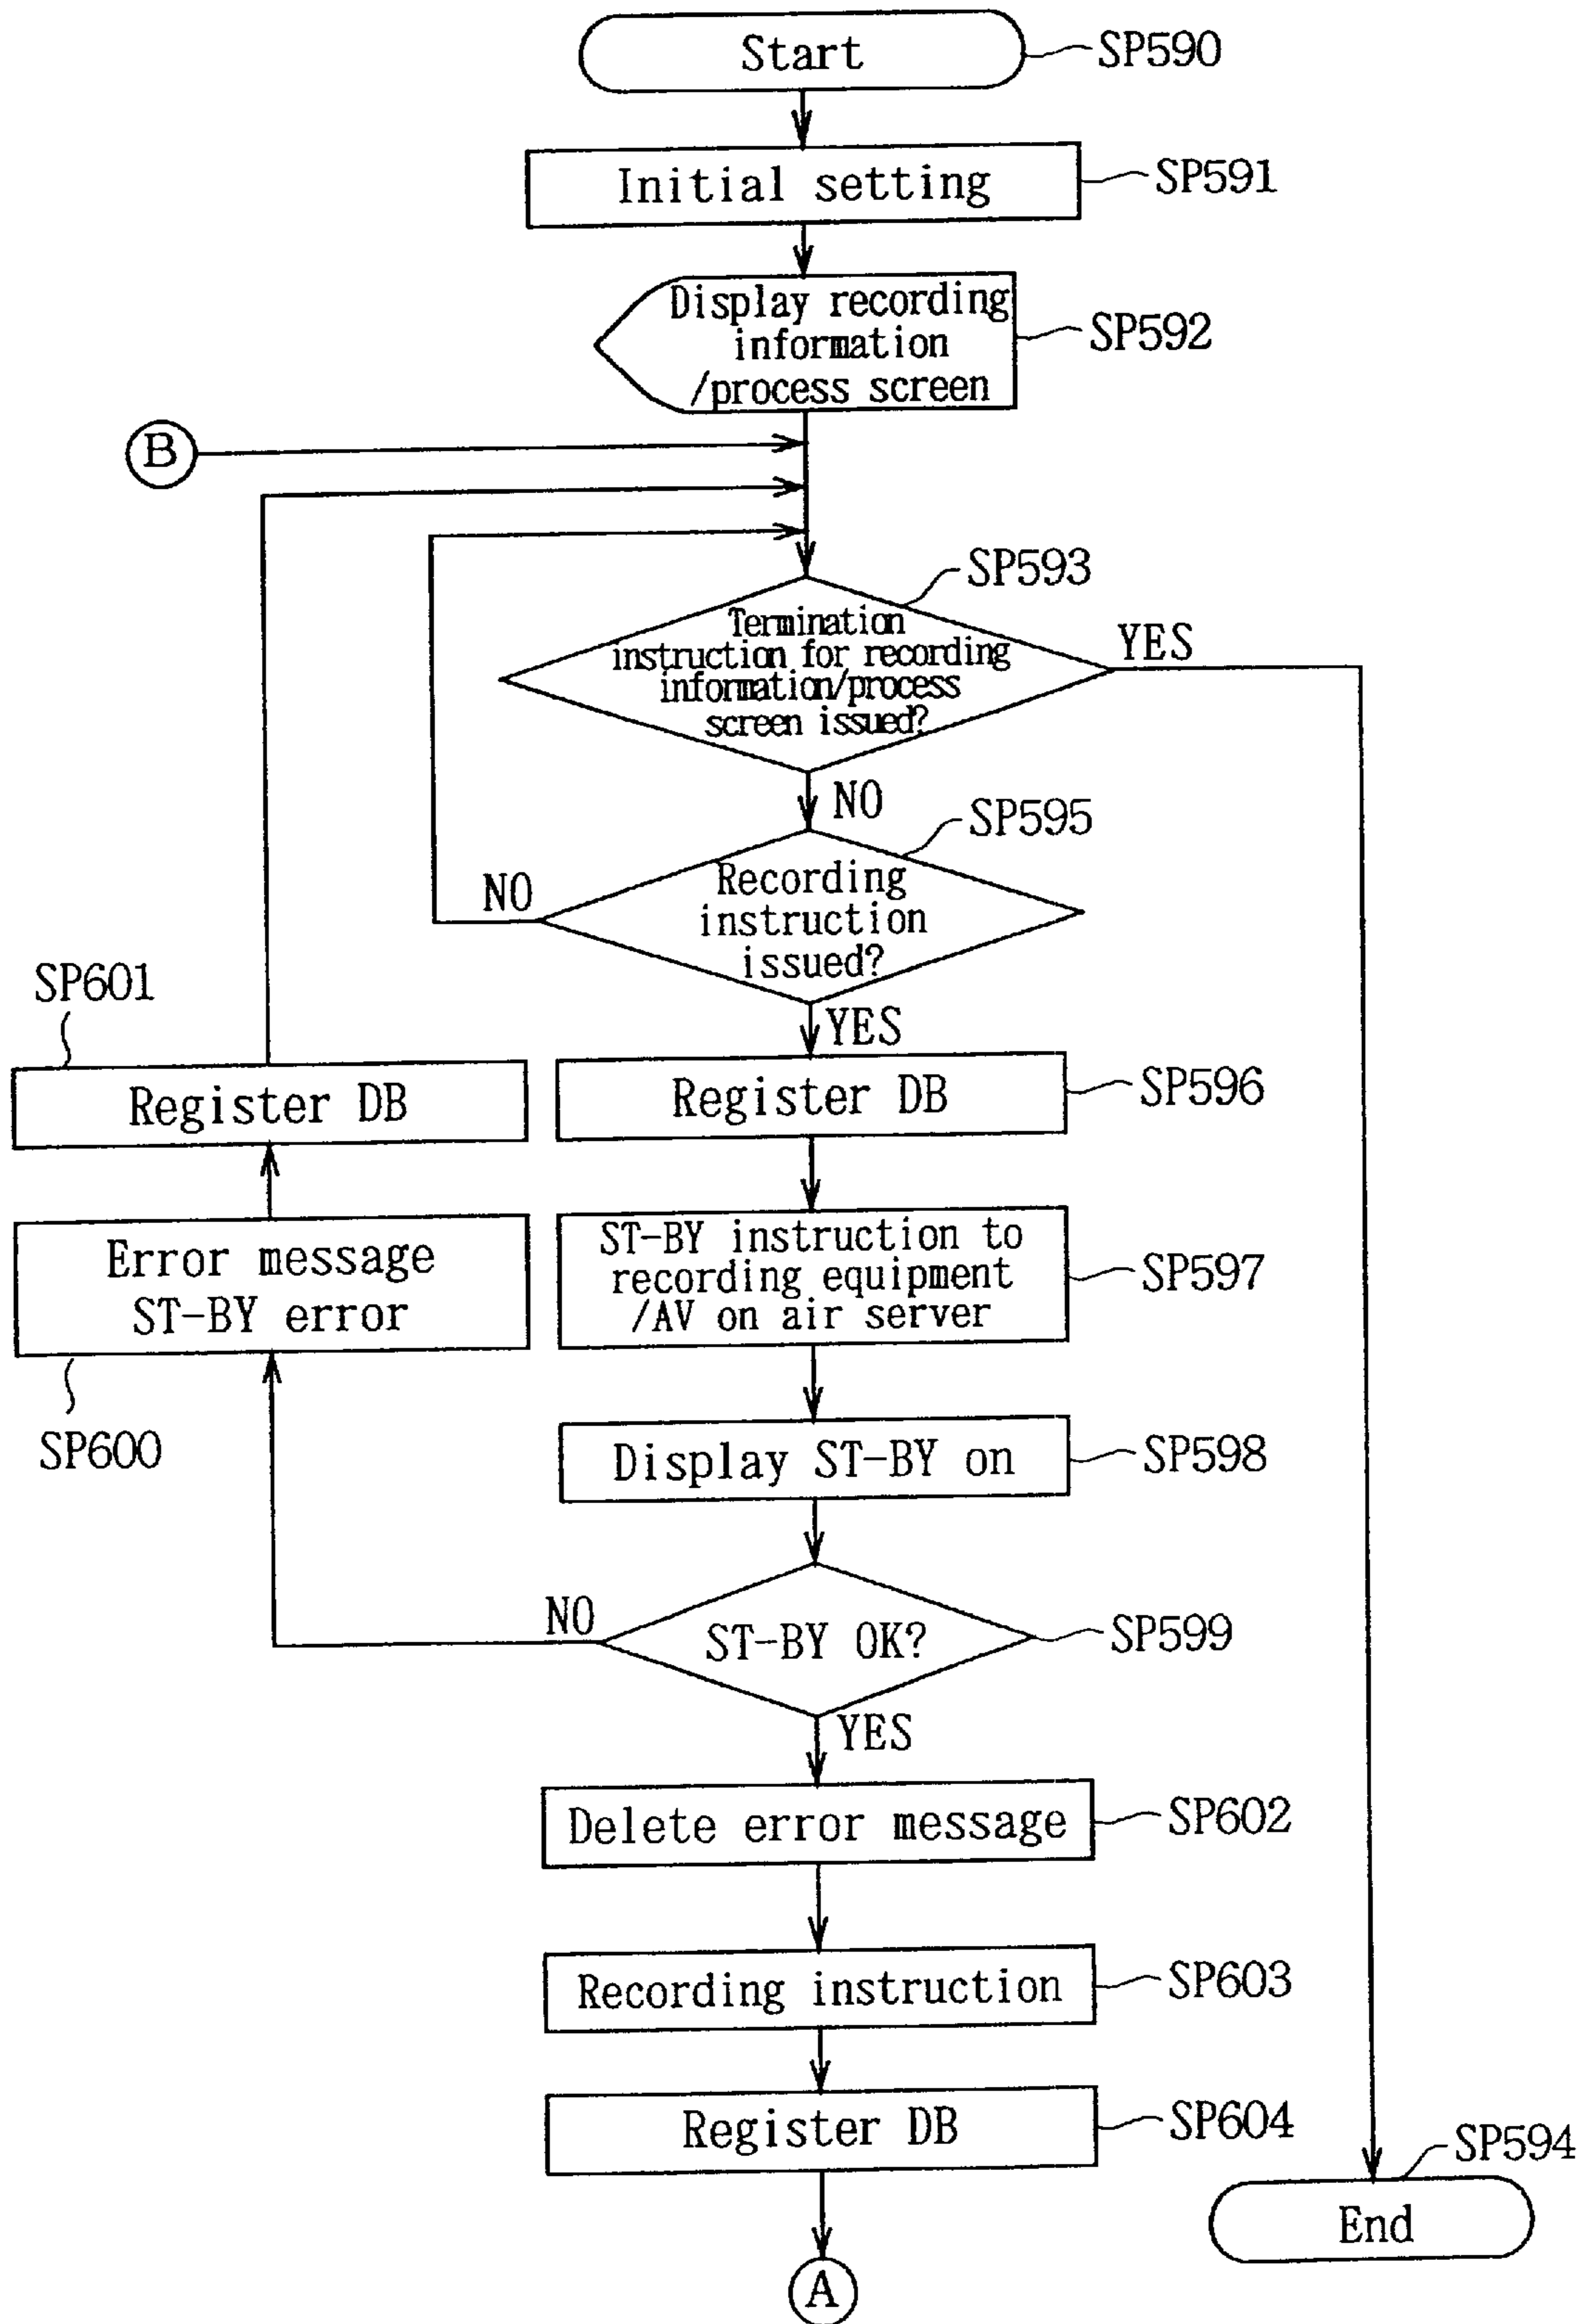 Start
SP590
Initial setting
SP591
Display recording
information
/process screen
SP592
B
SP593
Termination
instruction for recording
information/process
screen issued?
YES
NO
SP595
Recording
instruction
issued?
NO
YES
SP601
Register DB
Register DB
SP596
Error message
ST-BY error
SP600
ST-BY instruction to
recording equipment
/AV on air server
SP597
Display ST-BY on
SP598
NO
ST-BY OK?
SP599
YES
Delete error message
SP602
Recording instruction
SP603
Register DB
SP604
SP594
End
A